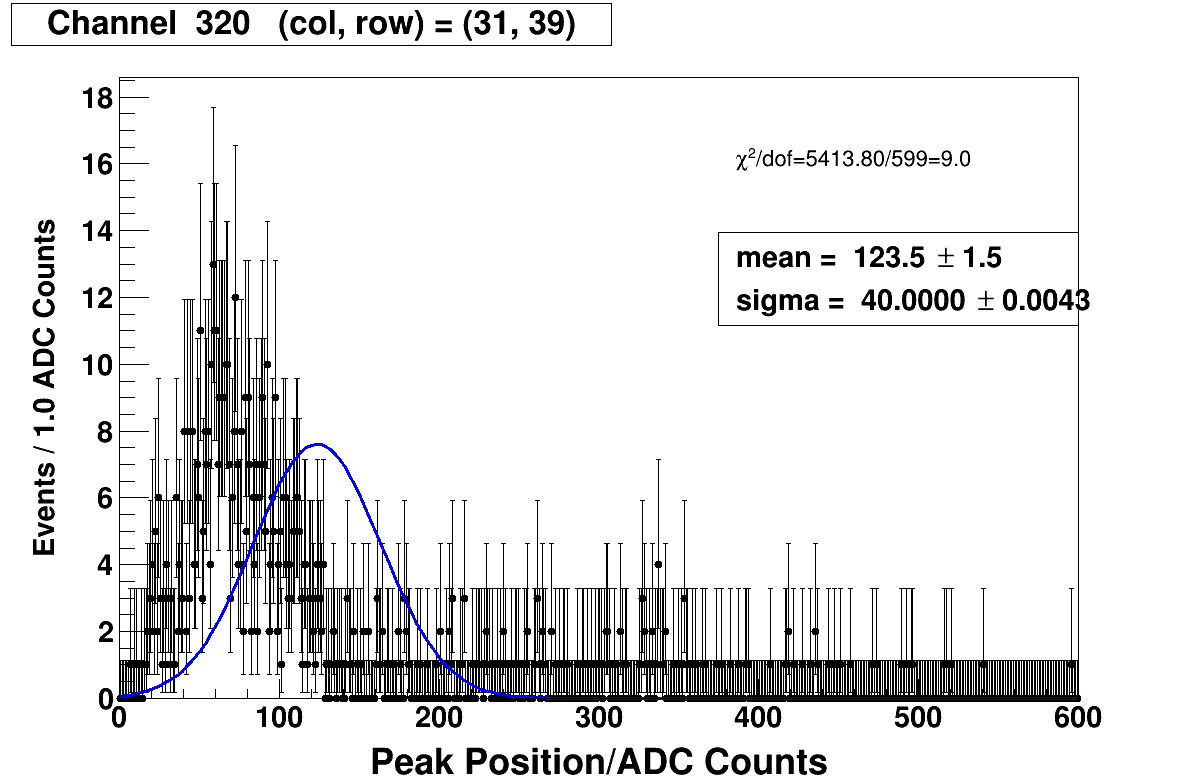 Channel  320   (col, row) = (31, 39)
χ²/dof=5413.80/599=9.0
mean =  123.5 ± 1.5
sigma =  40.0000 ± 0.0043
Events / 1.0 ADC Counts
18
16
14
12
10
8
6
4
2
0
0 100 200 300 400 500 600
Peak Position/ADC Counts